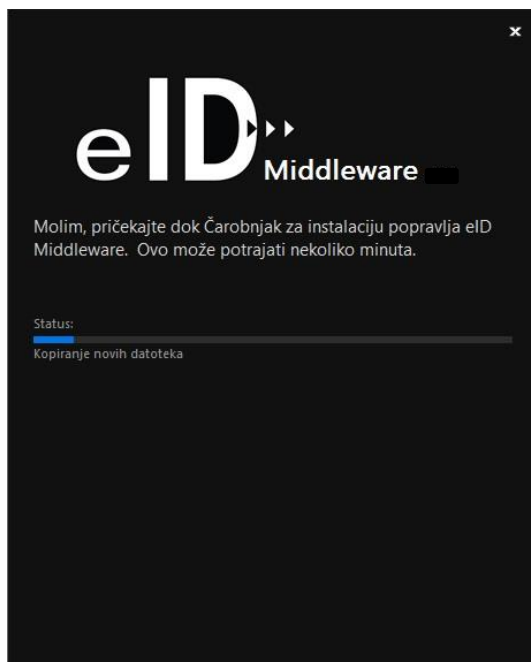 eID
Middleware
Molim, pričekajte dok Čarobnjak za instalaciju popravlja eID
Middleware.  Ovo može potrajati nekoliko minuta.
Status:
Kopiranje novih datoteka